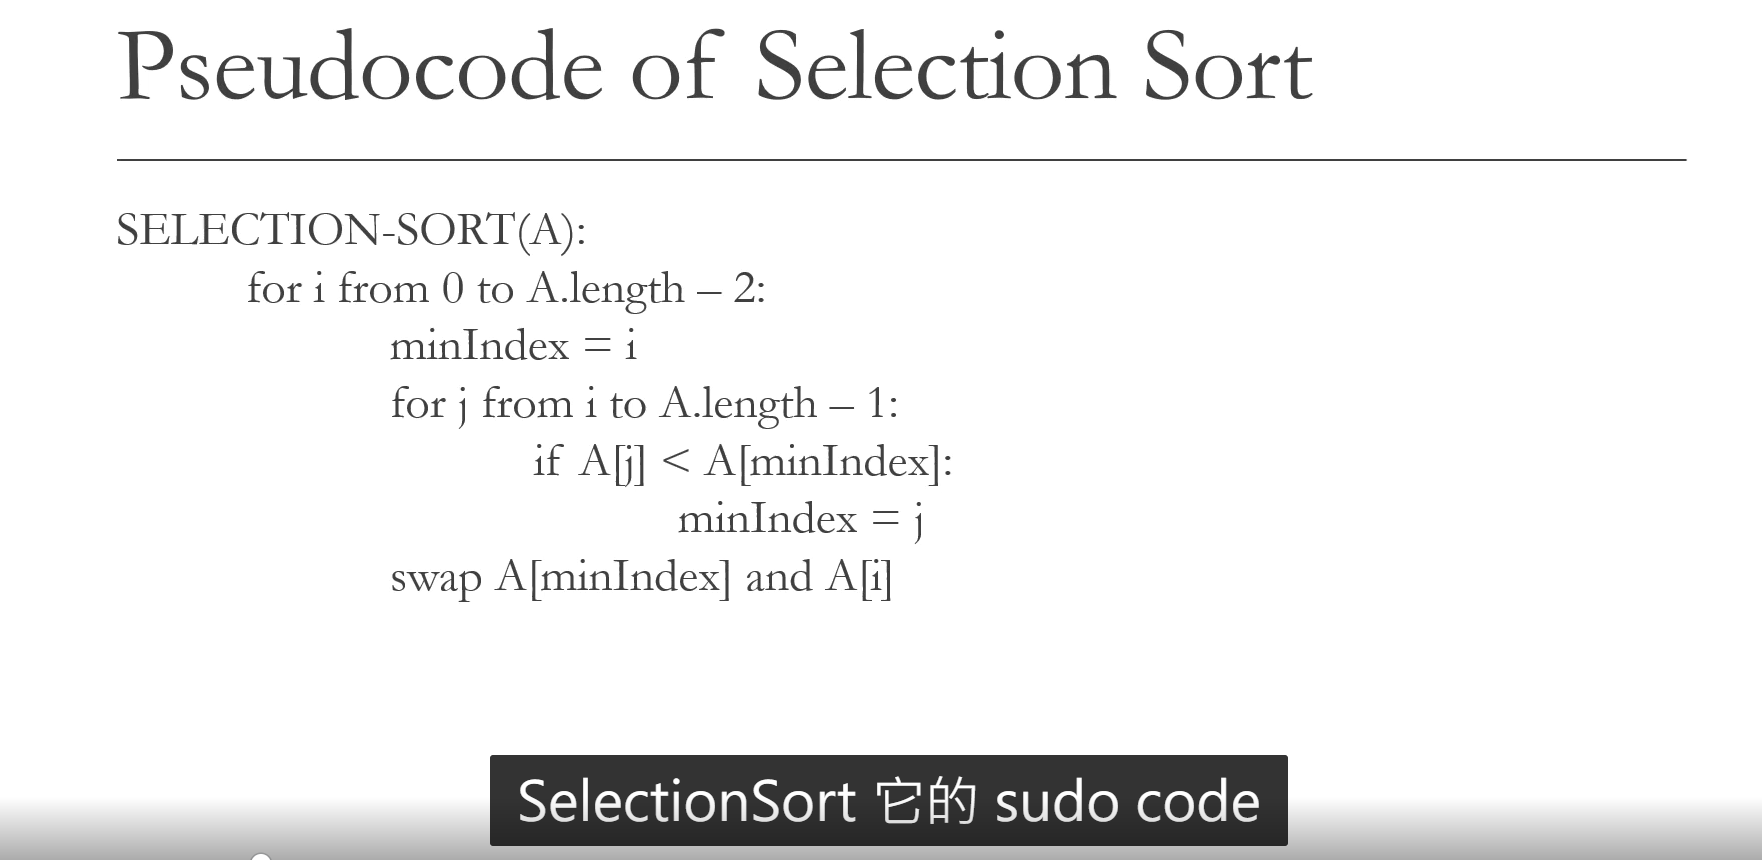 Pseudocode of Selection Sort
SELECTION-SORT(A):
for i from 0 to A.length – 2:
minIndex = i
for j from i to A.length – 1:
if A[j] < A[minIndex]:
minIndex = j
swap A[minIndex] and A[i]
SelectionSort 它的 sudo code